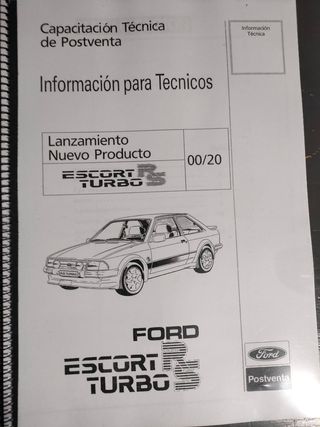 Capacitación Técnica
de Postventa
Información
Técnica
Información para Tecnicos
Lanzamiento
Nuevo Producto
ESCORT RS
TURBO
00/20
FORD
ESCORT RS
TURBO
Ford
Postventa